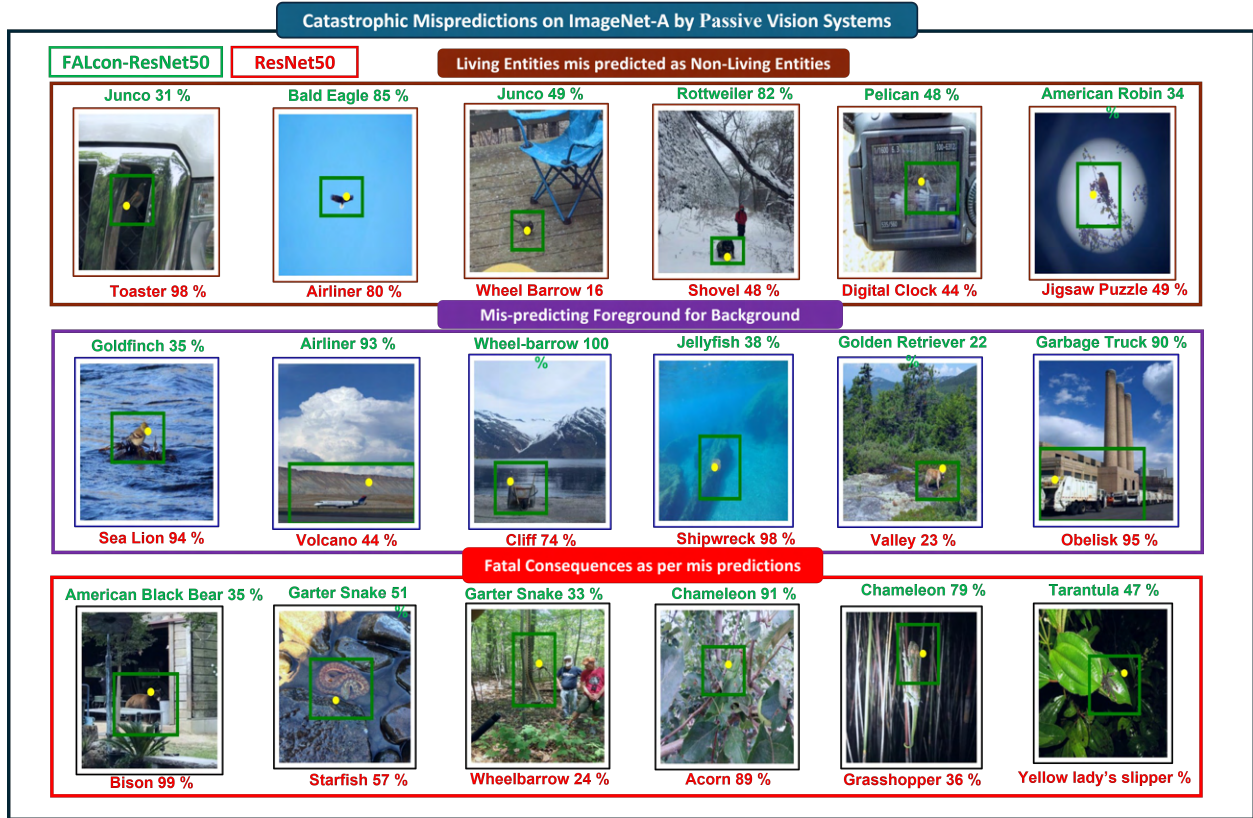 Catastrophic Mispredictions on ImageNet-A by Passive Vision Systems
FALcon-ResNet50
ResNet50
Living Entities mis predicted as Non-Living Entities
Junco 31 %
Bald Eagle 85 %
Junco 49 %
Rottweiler 82 %
Pelican 48 %
American Robin 34
%
Toaster 98 %
Airliner 80 %
Wheel Barrow 16
Shovel 48 %
Digital Clock 44 %
Jigsaw Puzzle 49 %
Mis-predicting Foreground for Background
Goldfinch 35 %
Airliner 93 %
Wheel-barrow 100
%
Jellyfish 38 %
Golden Retriever 22
%
Garbage Truck 90 %
Sea Lion 94 %
Volcano 44 %
Cliff 74 %
Shipwreck 98 %
Valley 23 %
Obelisk 95 %
Fatal Consequences as per mis predictions
American Black Bear 35 %
Garter Snake 51
%
Garter Snake 33 %
Chameleon 91 %
Chameleon 79 %
Tarantula 47 %
Bison 99 %
Starfish 57 %
Wheelbarrow 24 %
Acorn 89 %
Grasshopper 36 %
Yellow lady's slipper %